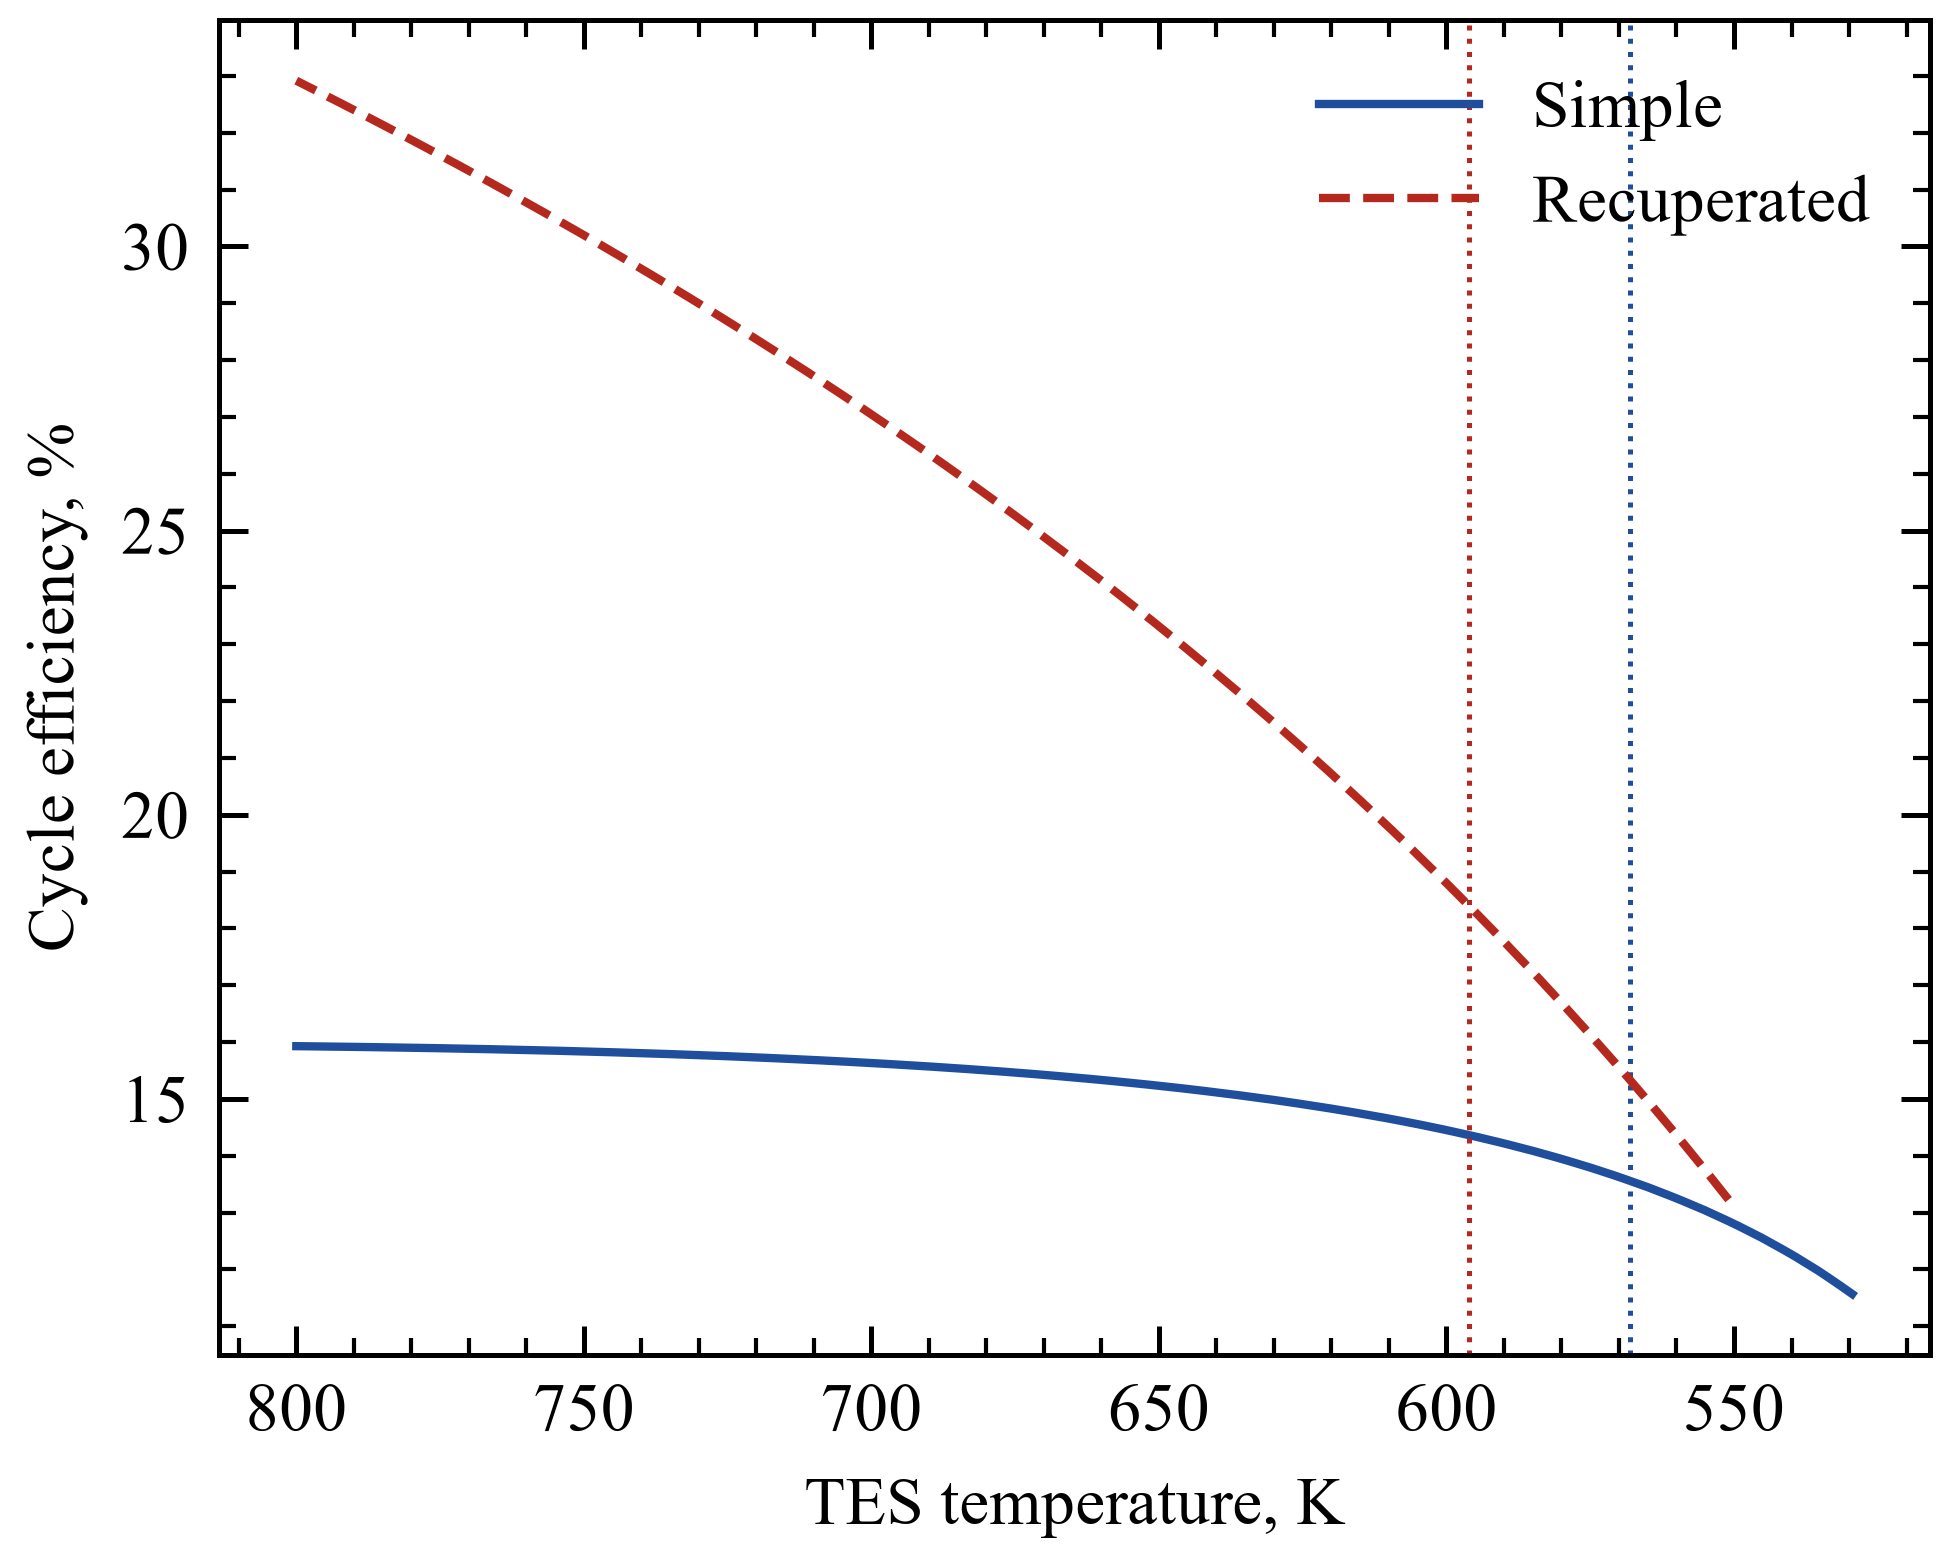 Simple
Recuperated
30
25
20
15
Cycle efficiency, %
800 750 700 650 600 550
TES temperature, K